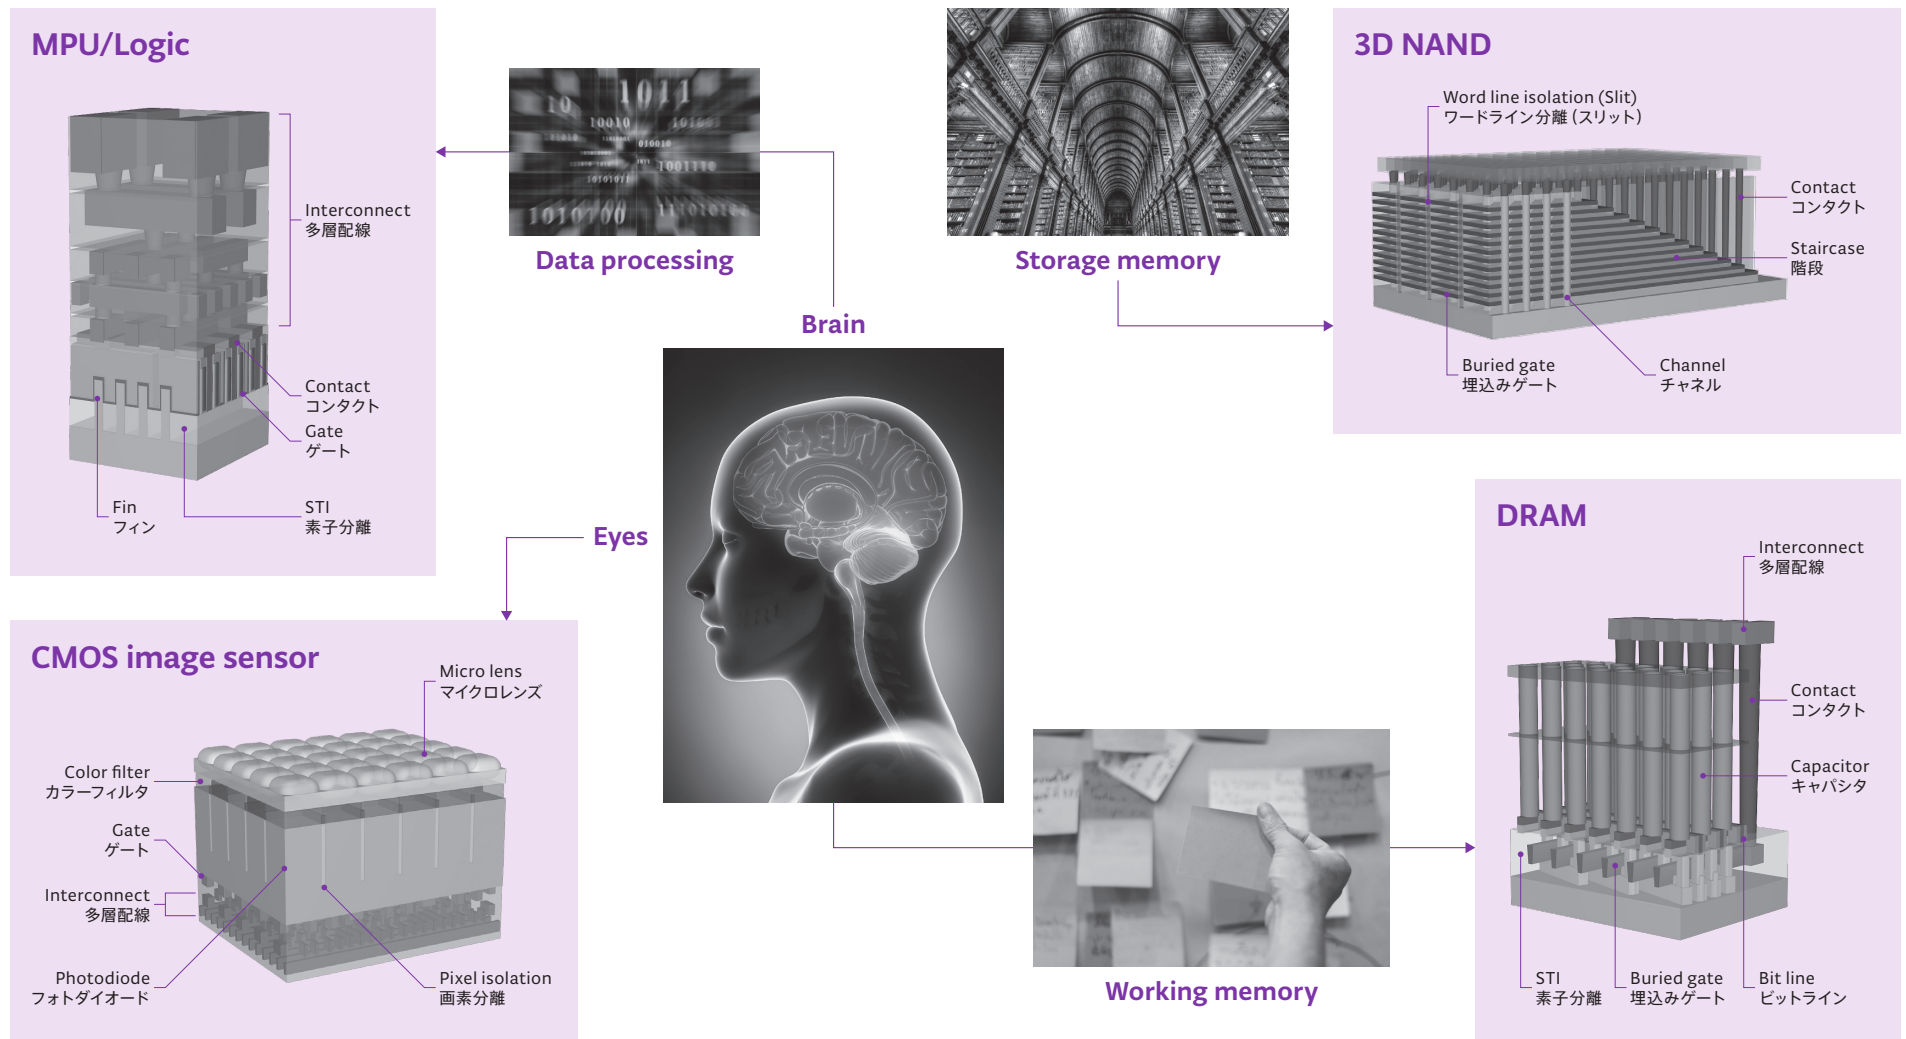 MPU/Logic
Interconnect
多層配線
Contact
コンタクト
Gate
ゲート
Fin
フィン
STI
素子分離
1011
10
10010
010010
1001110
10101011
1010100
Data processing
Storage memory
3D NAND
Word line isolation (Slit)
ワードライン分離 (スリット)
Contact
コンタクト
Staircase
階段
Buried gate
埋込みゲート
Channel
チャネル
Brain
Eyes
CMOS image sensor
Micro lens
マイクロレンズ
Color filter
カラーフィルタ
Gate
ゲート
Interconnect
多層配線
Photodiode
フォトダイオード
Pixel isolation
画素分離
Working memory
DRAM
Interconnect
多層配線
Contact
コンタクト
Capacitor
キャパシタ
STI
素子分離
Buried gate
埋込みゲート
Bit line
ビットライン